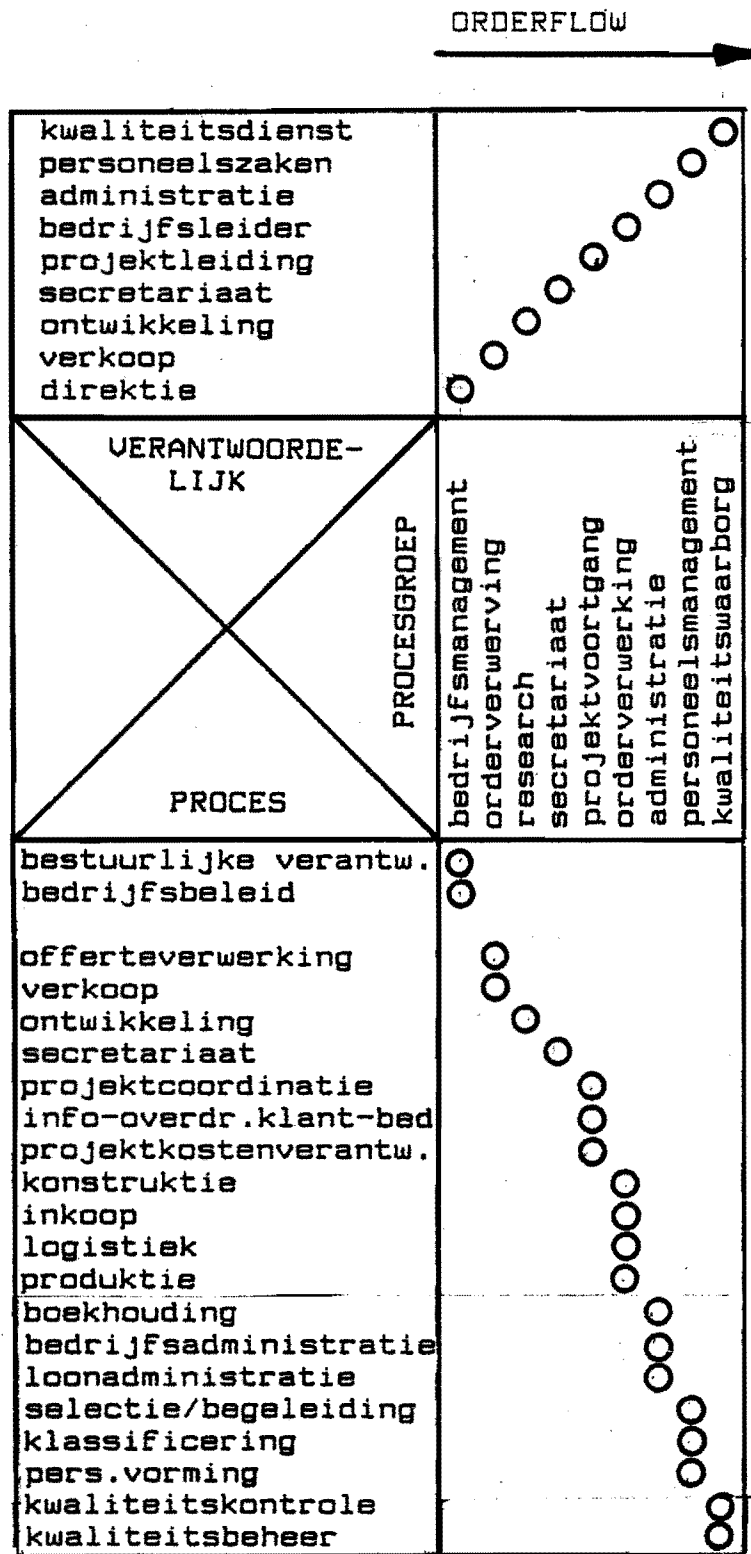 ORDERFLOW
kwaliteitsdienst
personeelszaken
administratie
bedrijfsleider
projektleiding
secretariaat
ontwikkeling
verkoop
direktie
VERANTWOORDE-
LIJK
PROCESGROEP
PROCES
bedrijfsmanagement
orderverwerving
research
secretariaat
projektvoortgang
orderverwerking
administratie
personeelsmanagement
kwaliteitswaarborg
bestuurlijke verantw.
bedrijfsbeleid
offerteverwerking
verkoop
ontwikkeling
secretariaat
projektcoordinatie
info-overdr.klant-bed
projektkostenverantw.
konstruktie
inkoop
logistiek
produktie
boekhouding
bedrijfsadministratie
loonadministratie
selectie/begeleiding
klassificering
pers.vorming
kwaliteitskontrole
kwaliteitsbeheer